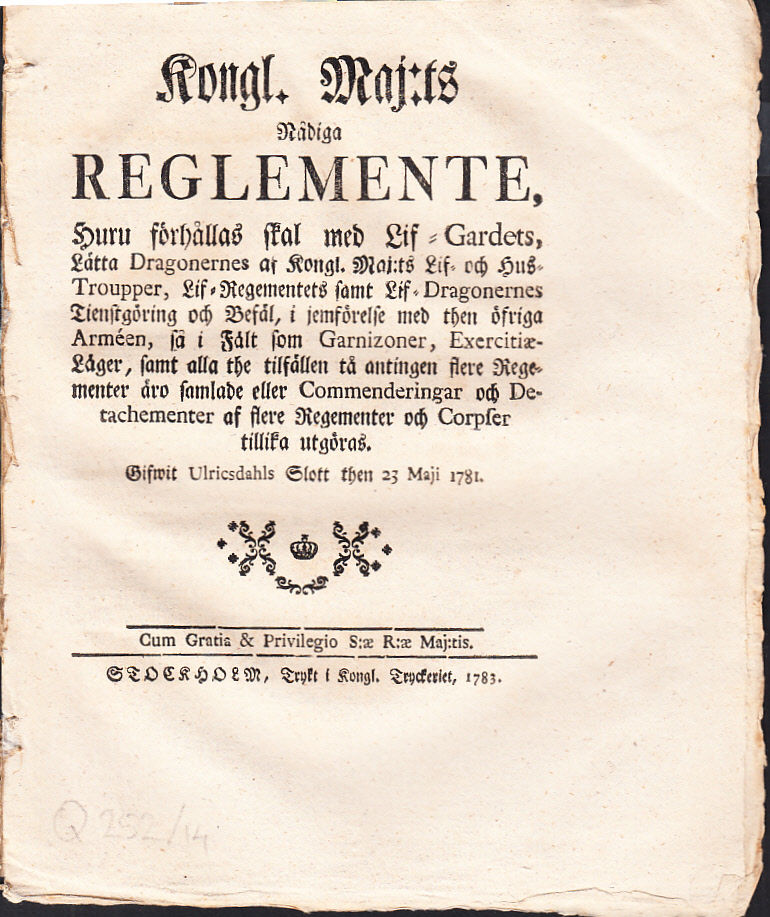 Kongl. Maj:ts
Nådiga
REGLEMENTE,
Huru förhållas skal med Lif-Gardets,
Lätta Dragonernes af Kongl. Maj:ts Lif- och Hus-
Troupper, Lif-Regementets samt Lif-Dragonernes
Tienstgöring och Befäl, i jemförelse med then öfriga
Arméen, så i Fält som Garnizoner, Exercitiæ-
Läger, samt alla the tilfällen tå antingen flere Rege-
menter äro samlade eller Commenderingar och De-
tachementer af flere Regementer och Corpser
tillika utgöras.
Gifwit Ulricsdahls Slott then 23 Maji 1781.
Cum Gratia & Privilegio S:æ R:æ Maj:tis.
STOCKHOLM, Tryckt i Kongl. Tryckeriet, 1783.
Q 252/14